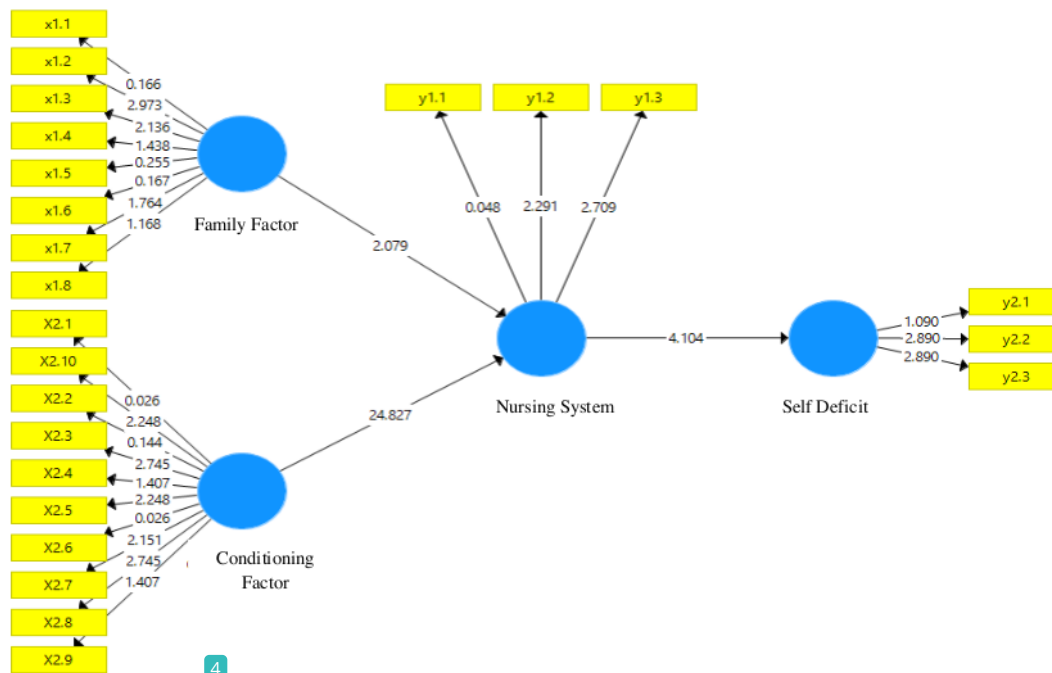 x1.1
x1.2
x1.3
x1.4
x1.5
x1.6
x1.7
x1.8
0.166
2.973
2.136
1.438
0.255
0.167
1.764
1.168
Family Factor
X2.1
X2.10
X2.2
X2.3
X2.4
X2.5
X2.6
X2.7
X2.8
X2.9
0.026
2.248
0.144
2.745
1.407
2.248
0.026
2.151
2.745
1.407
Conditioning
Factor
2.079
24.827
y1.1 y1.2 y1.3
0.048 2.291 2.709
Nursing System
4.104
Self Deficit
1.090
2.890
2.890
y2.1
y2.2
y2.3
4